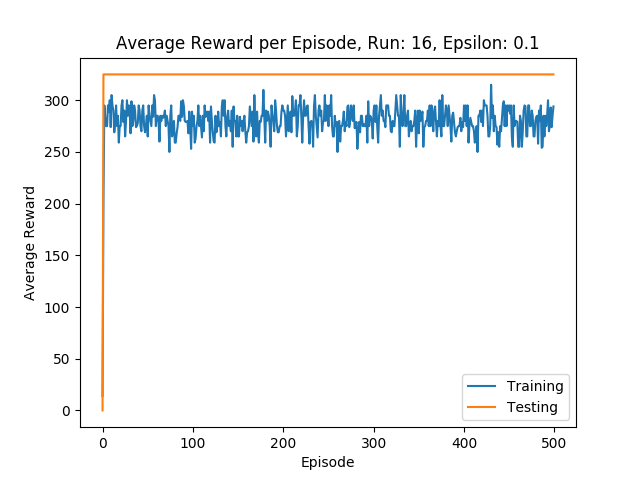 Average Reward per Episode, Run: 16, Epsilon: 0.1
300
250
200
150
100
50
0
Average Reward
0 100 200 300 400 500
Episode
Training
Testing